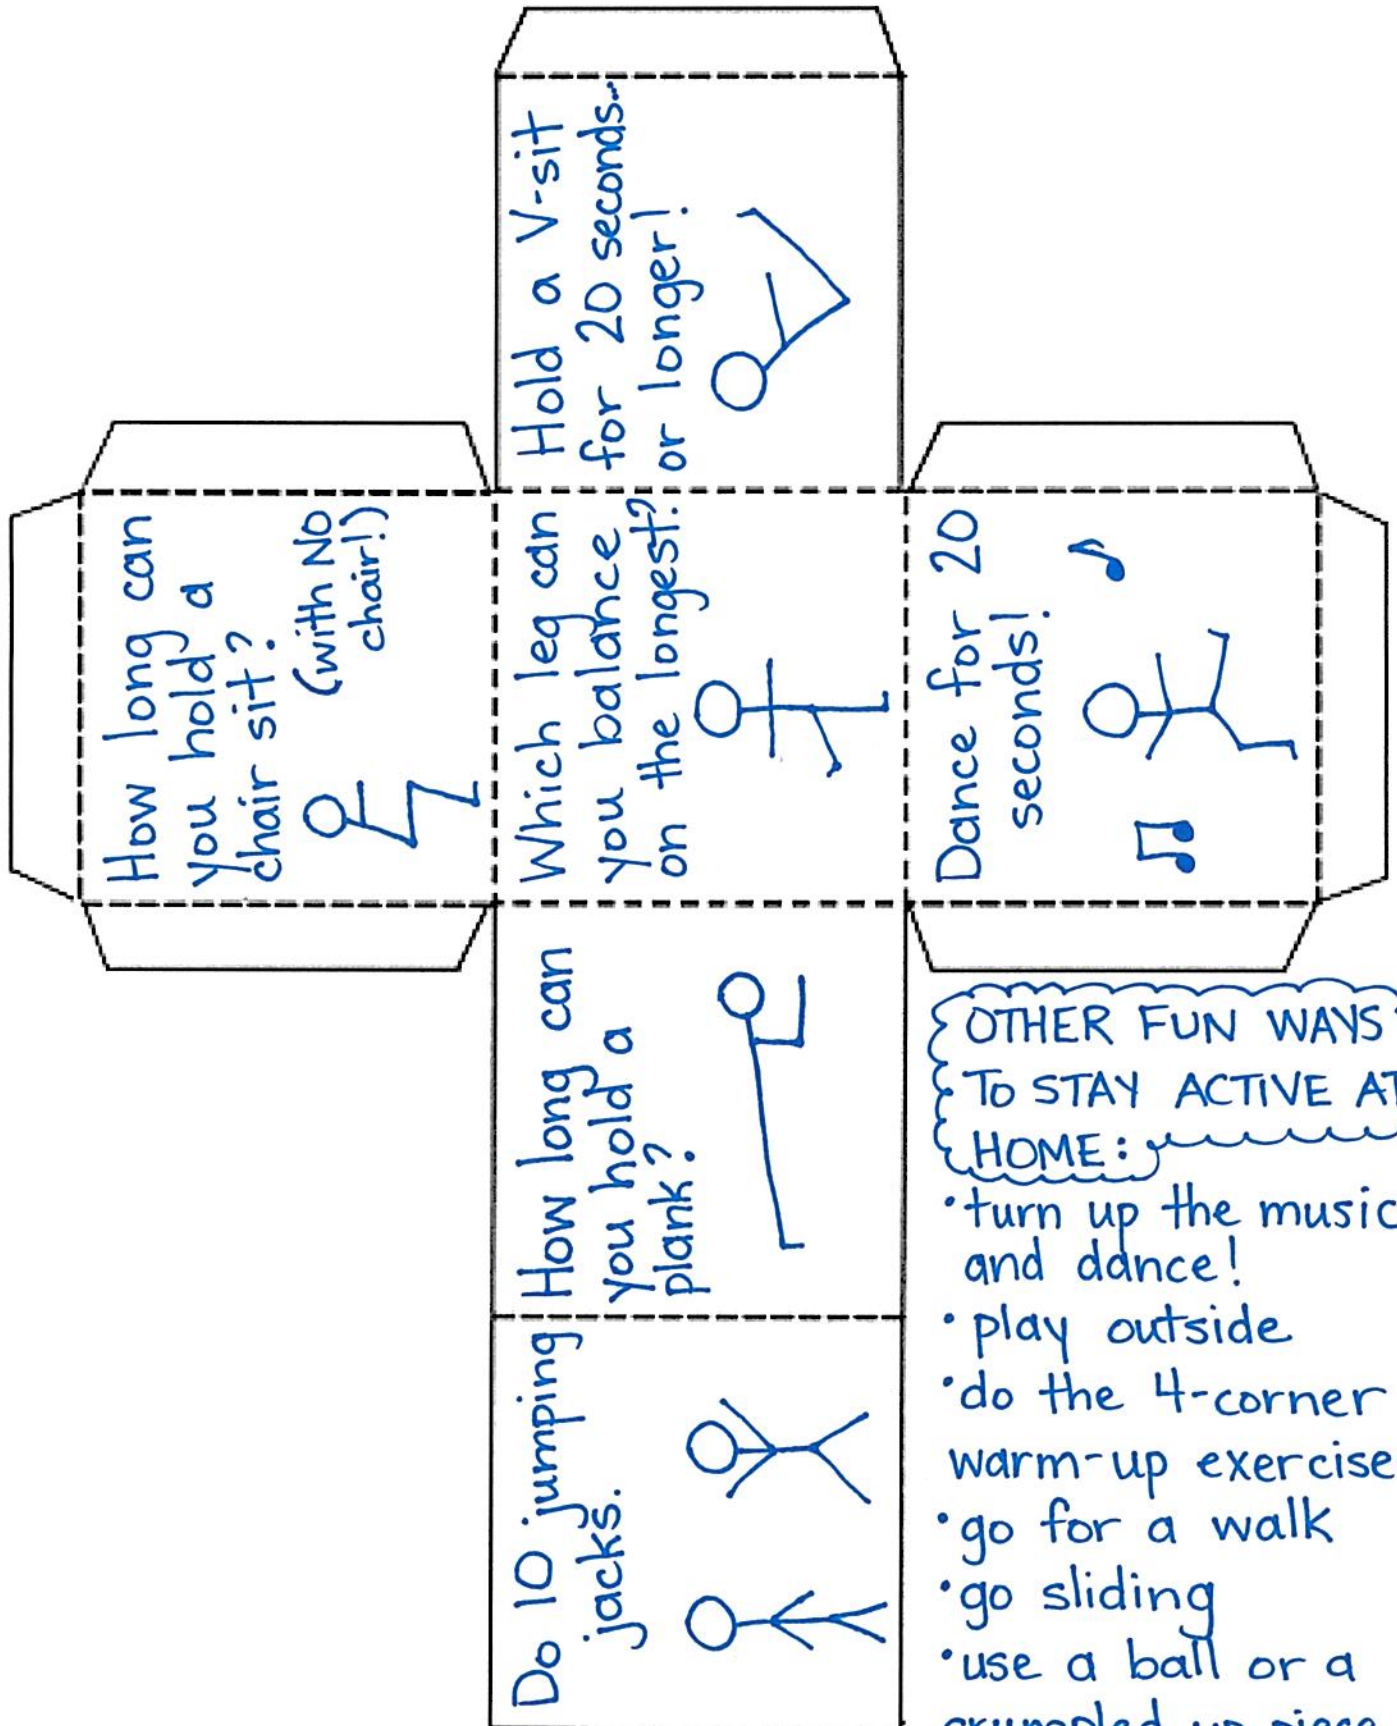 Hold a V-sit
for 20 seconds...
or longer!
How long can
you hold a
chair sit?
(with No
chair!)
Which leg can
you balance
on the longest?
Dance for 20
seconds!
How long can
you hold a
plank?
Do 10 jumping
jacks.
OTHER FUN WAYS
TO STAY ACTIVE AT
HOME:
•turn up the music
and dance!
•play outside
•do the 4-corner
warm-up exercise
•go for a walk
•go sliding
•use a ball or a
crumpled up piece